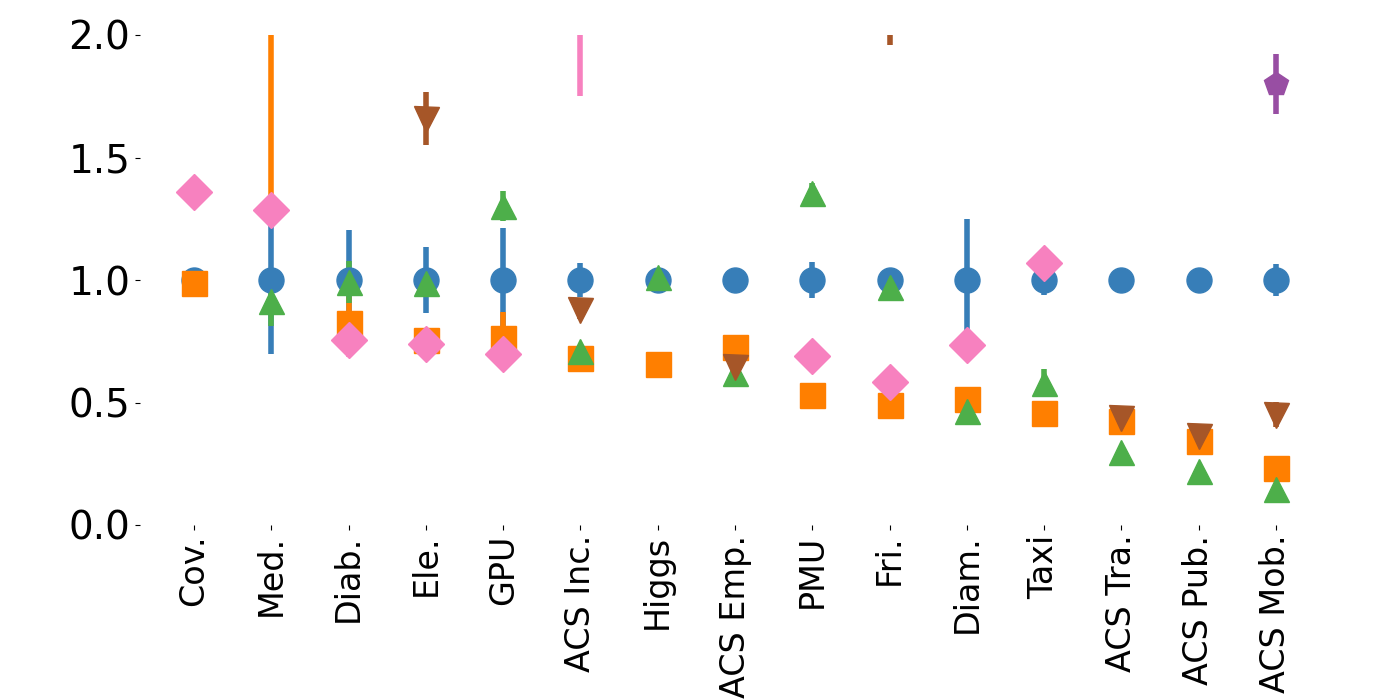 2.0
1.5
1.0
0.5
0.0
Cov.
Med.
Diab.
Ele.
GPU
ACS Inc.
Higgs
ACS Emp.
PMU
Fri.
Diam.
Taxi
ACS Tra.
ACS Pub.
ACS Mob.